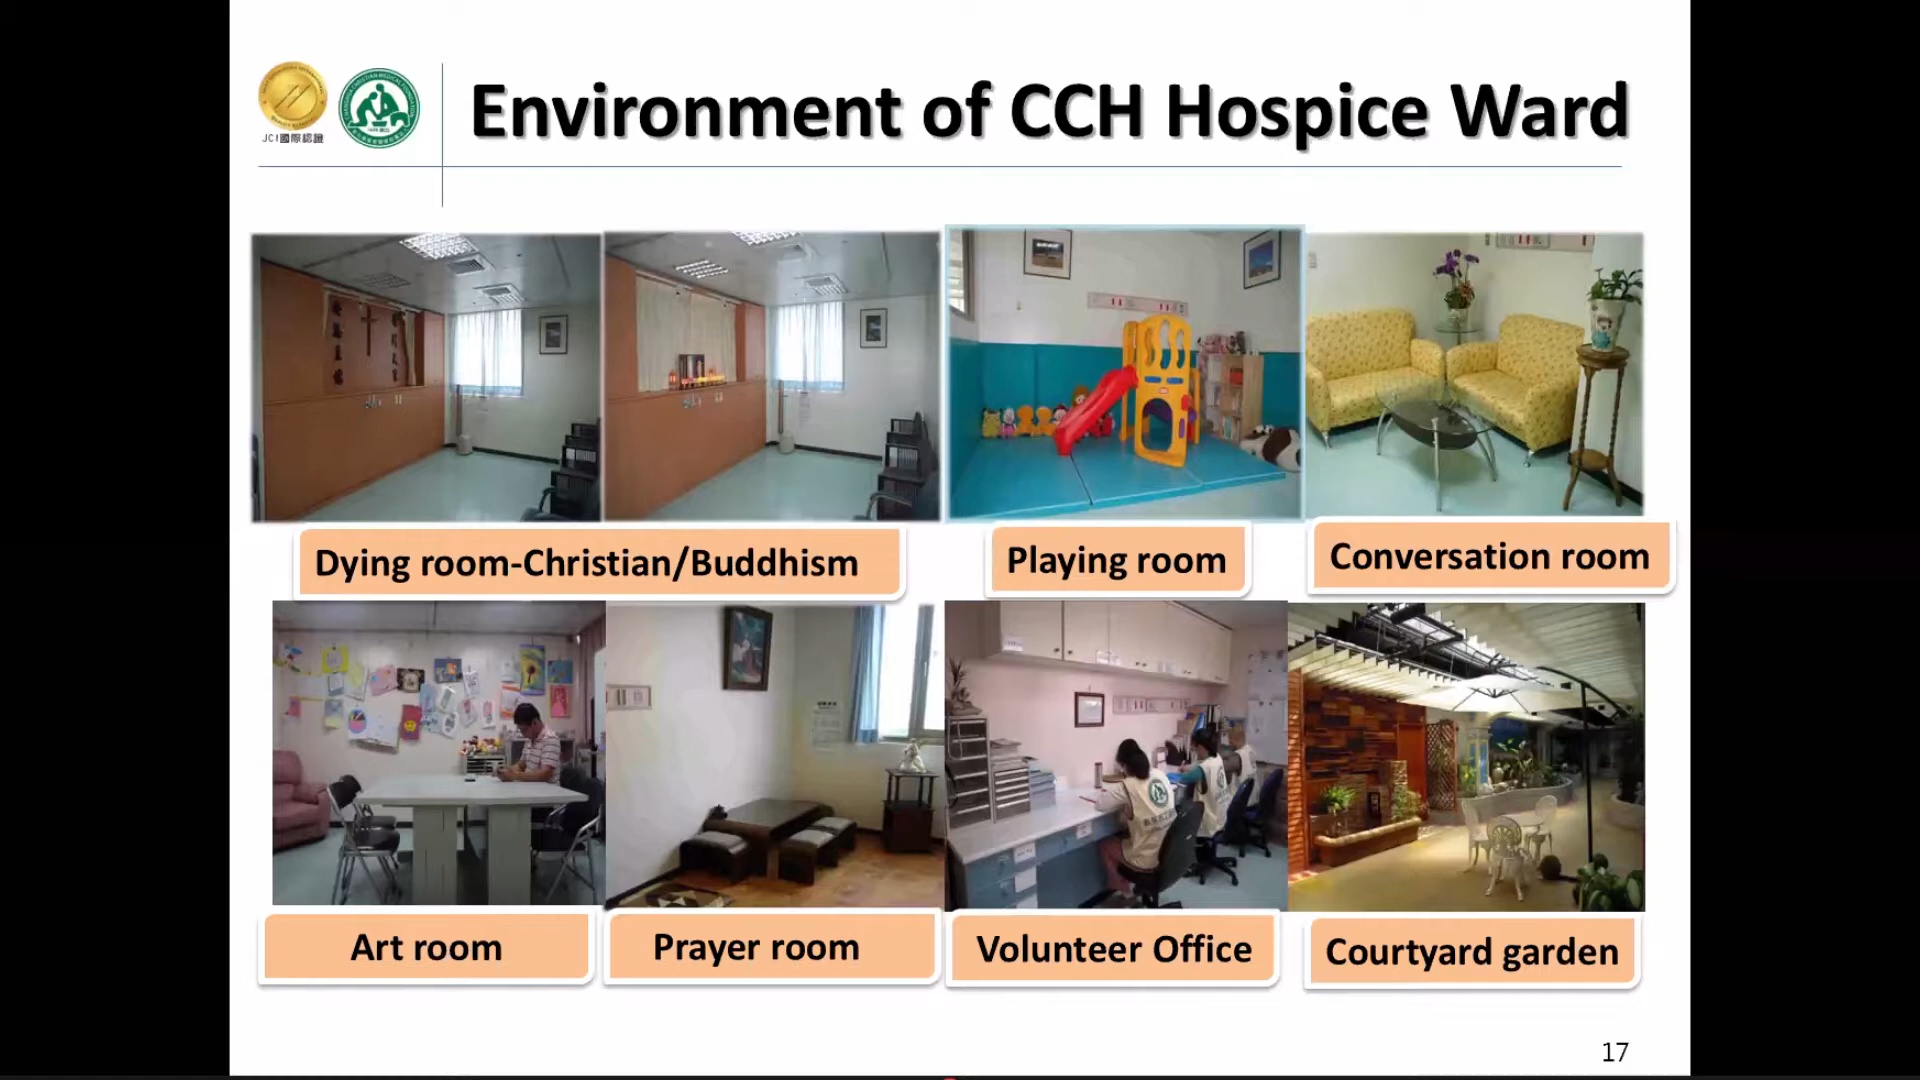 Environment of CCH Hospice Ward
JCI國際認證
Dying room-Christian/Buddhism
Playing room
Conversation room
Art room
Prayer room
Volunteer Office
Courtyard garden
17